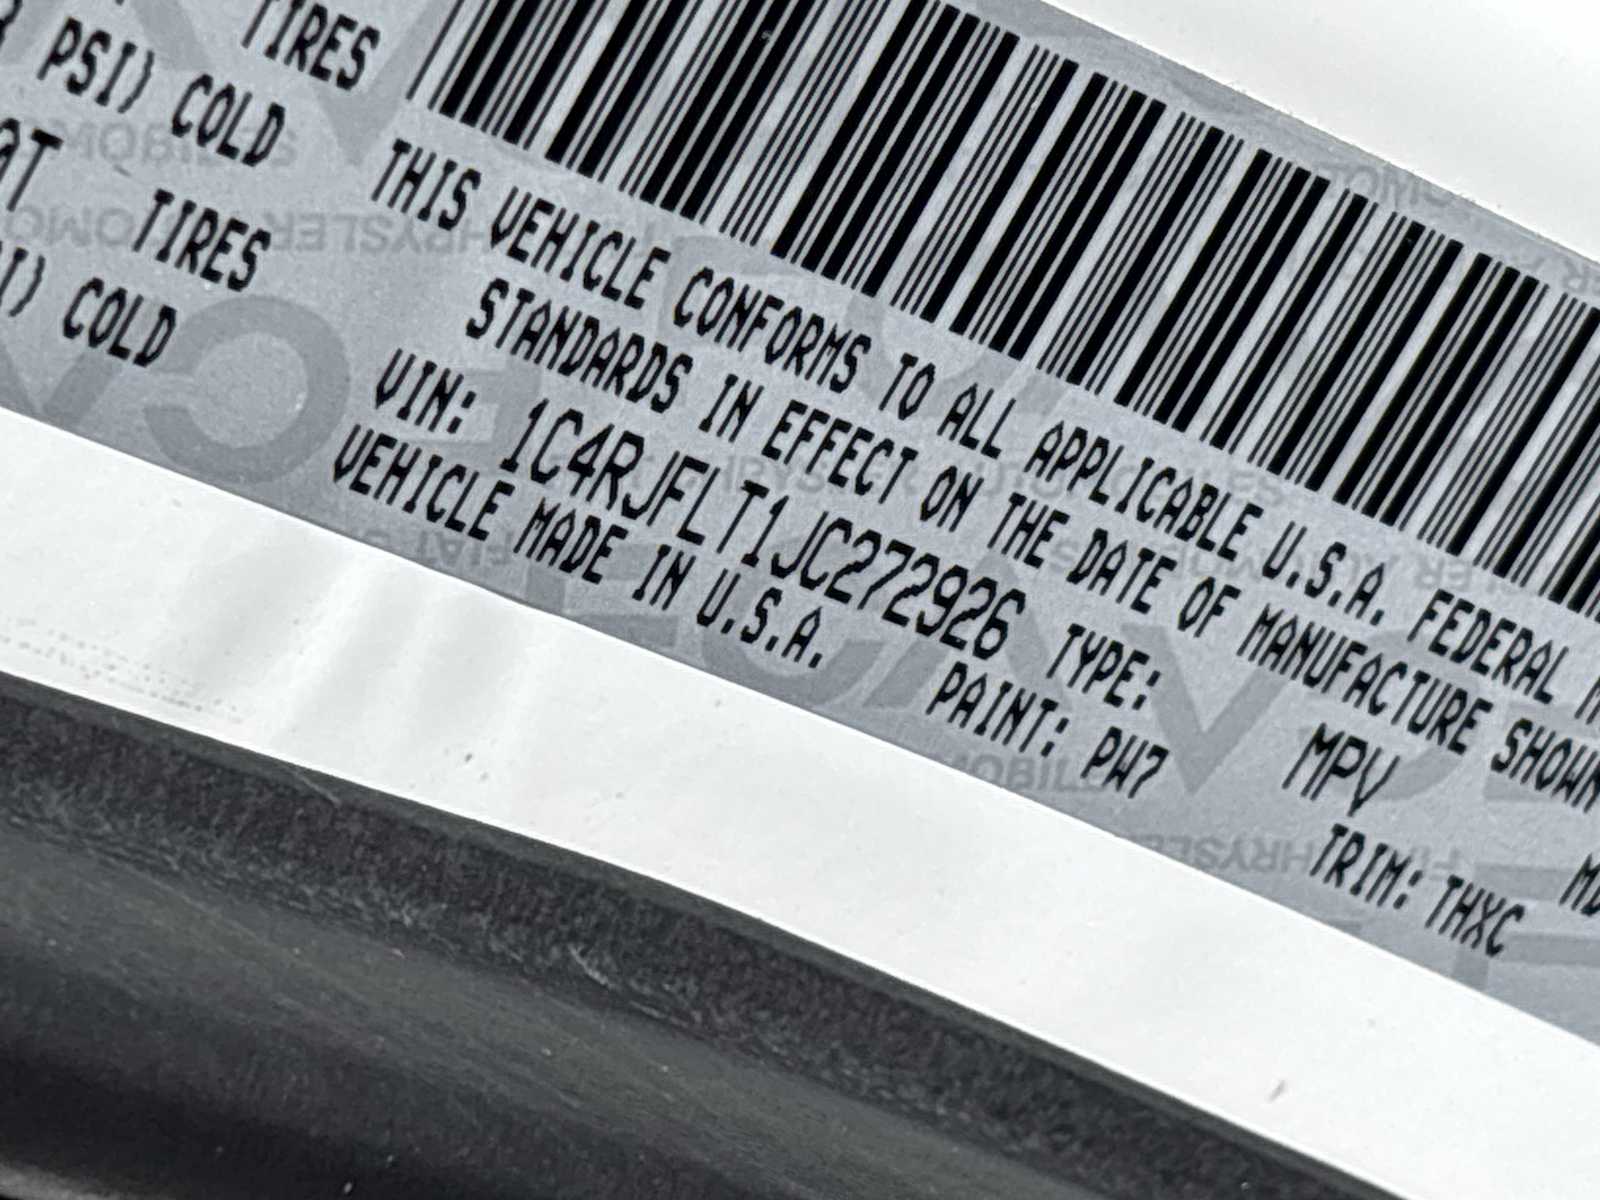 TIRES
PSI) COLD
TIRES
COLD
THIS VEHICLE CONFORMS TO ALL APPLICABLE U.S.A. FEDERAL
STANDARDS IN EFFECT ON THE DATE OF MANUFACTURE SHOWN
VIN: 1C4RJFLT1JC272926 TYPE: MPV
VEHICLE MADE IN U.S.A. PAINT: PW7 TRIM: THXC